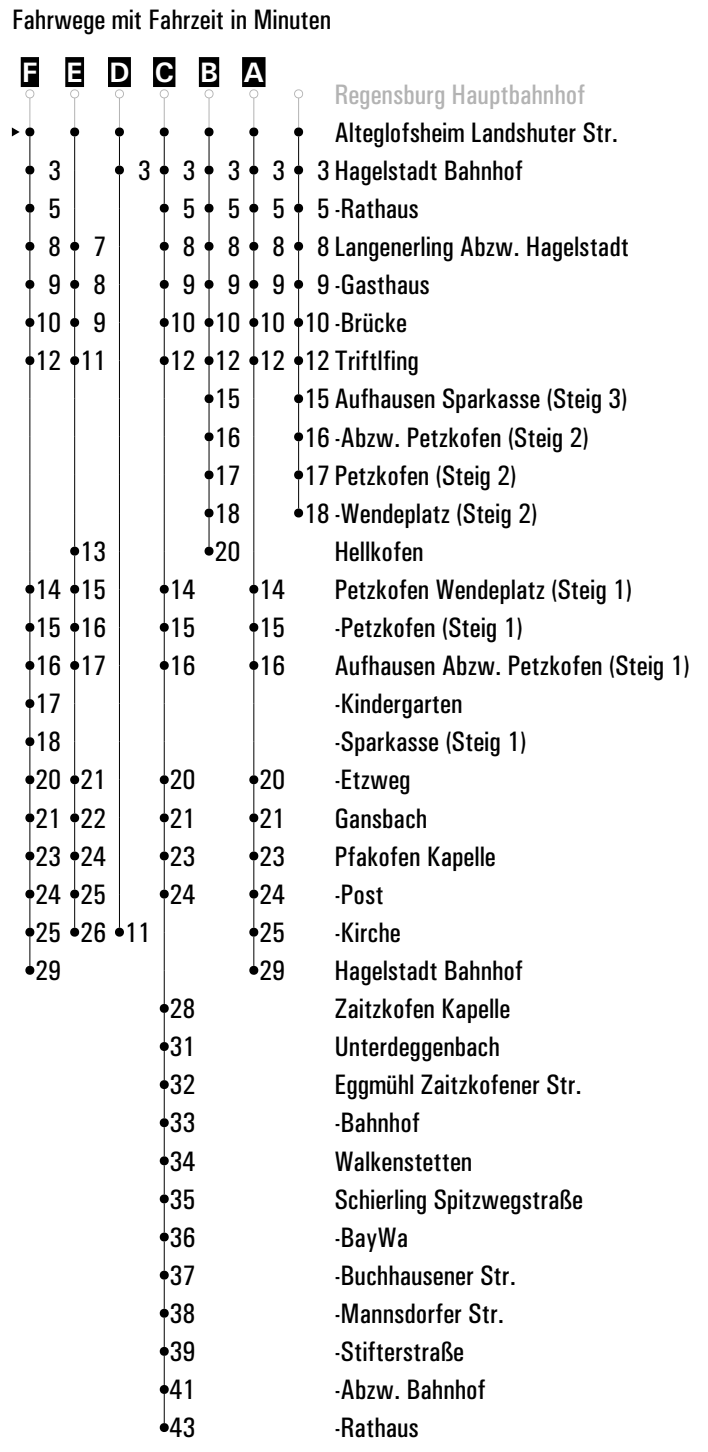 Fahrwege mit Fahrzeit in Minuten
F E D C B A
Regensburg Hauptbahnhof
Alteglofsheim Landshuter Str.
3 3 3 3 3 3 Hagelstadt Bahnhof
5 5 5 5 5 -Rathaus
8 7 8 8 8 8 Langenerling Abzw. Hagelstadt
9 8 9 9 9 9 -Gasthaus
10 9 10 10 10 10 -Brücke
12 11 12 12 12 12 Triftlfing
15 15 Aufhausen Sparkasse (Steig 3)
16 16 -Abzw. Petzkofen (Steig 2)
17 17 Petzkofen (Steig 2)
18 18 -Wendeplatz (Steig 2)
13 20 Hellkofen
14 15 14 14 Petzkofen Wendeplatz (Steig 1)
15 16 15 15 -Petzkofen (Steig 1)
16 17 16 16 Aufhausen Abzw. Petzkofen (Steig 1)
17 -Kindergarten
18 -Sparkasse (Steig 1)
20 21 20 20 -Etzweg
21 22 21 21 Gansbach
23 24 23 23 Pfakofen Kapelle
24 25 24 24 -Post
25 26 11 25 -Kirche
29 29 Hagelstadt Bahnhof
28 Zaitzkofen Kapelle
31 Unterdeggenbach
32 Eggmühl Zaitzkofener Str.
33 -Bahnhof
34 Walkenstetten
35 Schierling Spitzwegstraße
36 -BayWa
37 -Buchhausener Str.
38 -Mannsdorfer Str.
39 -Stifterstraße
41 -Abzw. Bahnhof
43 -Rathaus